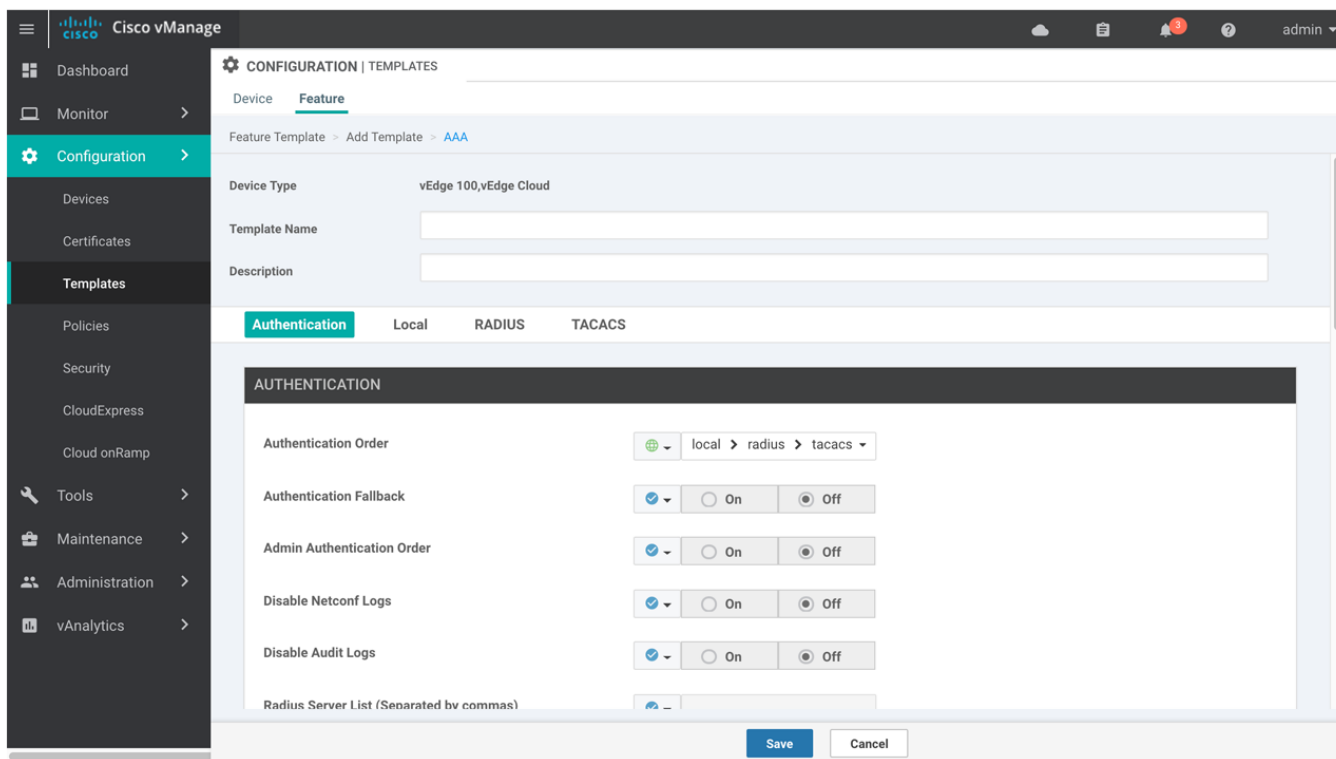 cisco Cisco vManage
3
admin
Dashboard
Monitor
Configuration
Devices
Certificates
Templates
Policies
Security
CloudExpress
Cloud onRamp
Tools
Maintenance
Administration
vAnalytics
CONFIGURATION | TEMPLATES
Device Feature
Feature Template > Add Template > AAA
Device Type vEdge 100,vEdge Cloud
Template Name
Description
Authentication Local RADIUS TACACS
AUTHENTICATION
Authentication Order local > radius > tacacs
Authentication Fallback On Off
Admin Authentication Order On Off
Disable Netconf Logs On Off
Disable Audit Logs On Off
Radius Server List (Separated by commas)
Save Cancel